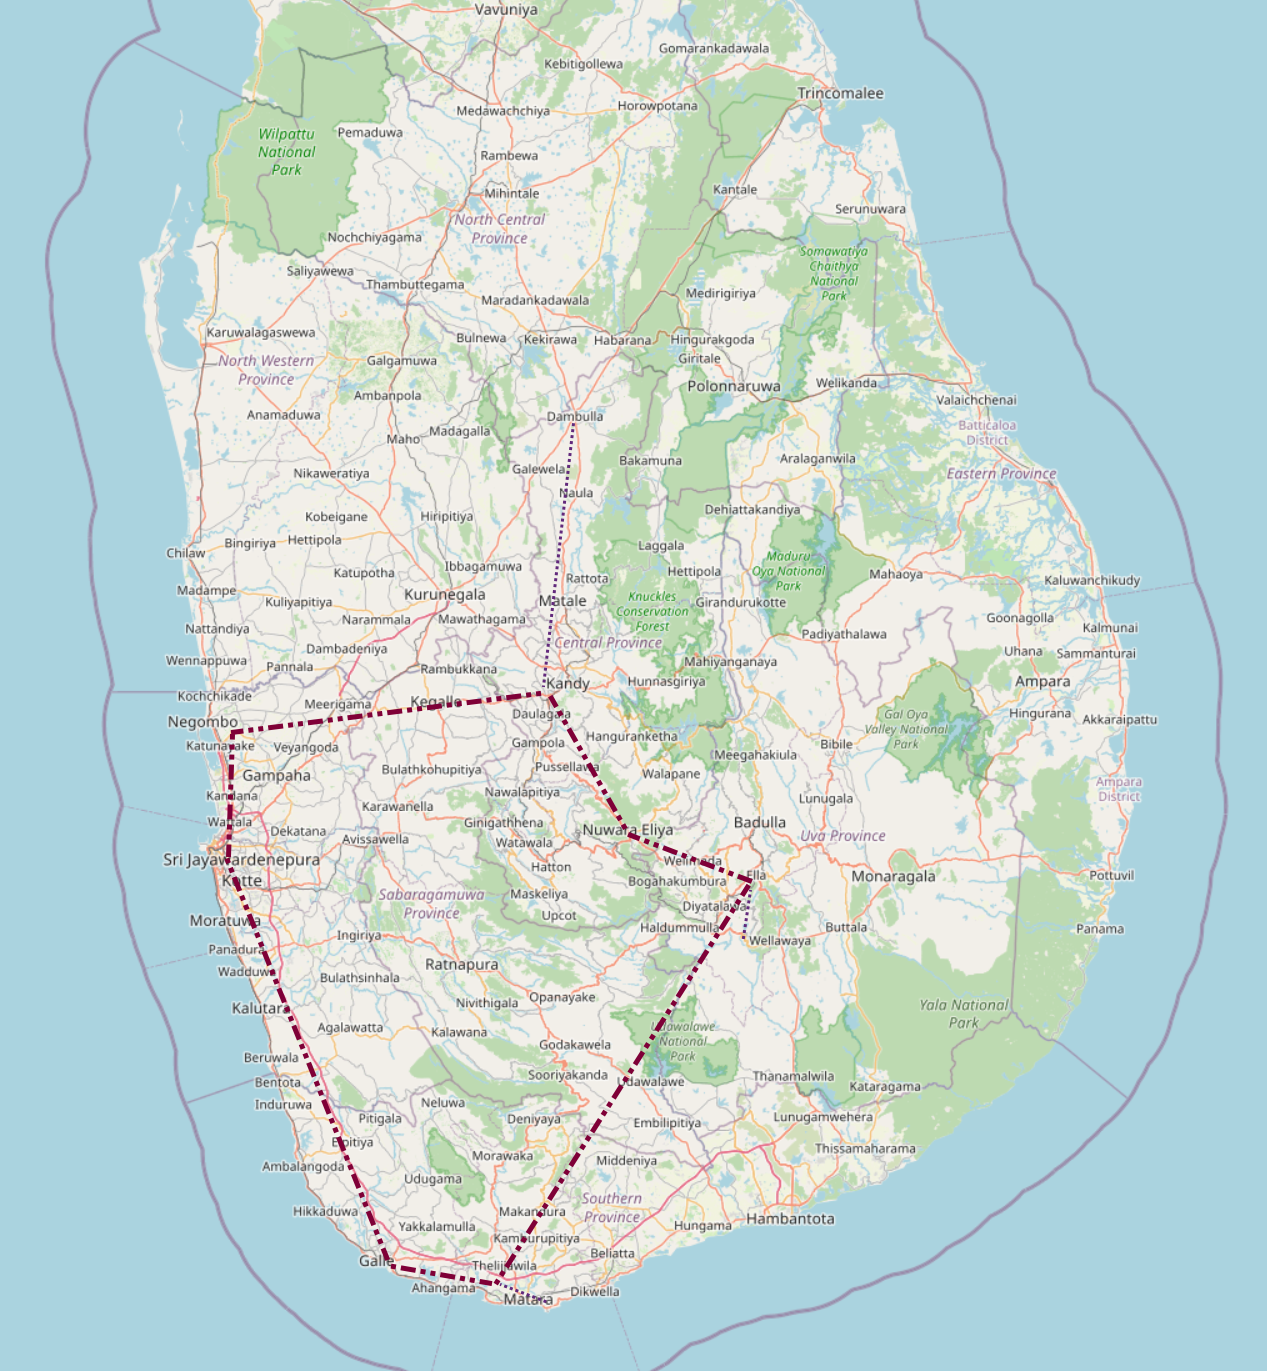 Vavuniya
Gomarankadawala
Kebitigollewa
Trincomalee
Horowpotana
Medawachchiya
Wilpattu
National
Park
Pemaduwa
Rambewa
Kantale
Mihintale
Serunuwara
North Central
Province
Nochchiyagama
Somawatiya
Chaithya
National
Park
Saliyawewa
Thambuttegama
Medirigiriya
Maradankadawala
Karuwalagaswewa
Bulnewa
Kekirawa
Habarana
Hingurakgoda
Giritale
North Western
Province
Galgamuwa
Polonnaruwa
Welikanda
Ambanpola
Valaichchenai
Anamaduwa
Dambulla
Batticaloa
District
Madagalla
Maho
Bakamuna
Aralaganwila
Galewela
Nikaweratiya
Eastern Province
Naula
Dehiattakandiya
Kobeigane
Hiripitiya
Hettipola
Bingiriya
Laggala
Chilaw
Maduru
Oya National
Park
Ibbagamuwa
Hettipola
Katupotha
Rattota
Mahaoya
Kaluwanchikudy
Madampe
Kurunegala
Matale
Knuckles
Conservation
Forest
Girandurukotte
Kuliyapitiya
Narammala
Mawathagama
Goonagolla
Nattandiya
Padiyathalawa
Kalmunai
Central Province
Dambadeniya
Uhana
Sammanturai
Wennappuwa
Pannala
Rambukkana
Mahiyanganaya
Kandy
Hunnasgiriya
Ampara
Kochchikade
Meerigama
Kegalle
Daulagala
Gal Oya
Valley National
Park
Hingurana
Akkaraipattu
Negombo
Katunayake
Veyangoda
Gampola
Hanguranketha
Bibile
Meegahakiula
Gampaha
Bulathkohupitiya
Pussellawa
Walapane
Ampara
District
Kandana
Nawalapitiya
Lunugala
Karawanella
Wattala
Ginigathhena
Nuwara Eliya
Badulla
Dekatana
Avissawella
Watawala
Uva Province
Sri Jayawardenepura
Kotte
Hatton
Welimada
Ella
Monaragala
Pottuvil
Bogahakumbura
Sabaragamuwa
Province
Maskeliya
Diyatalawa
Moratuwa
Upcot
Haldummulla
Buttala
Panama
Ingiriya
Wellawaya
Panadura
Wadduwa
Ratnapura
Bulathsinhala
Opanayake
Kalutara
Nivithigala
Yala National
Park
Agalawatta
Kalawana
Udawalawe
National
Park
Godakawela
Beruwala
Sooriyakanda
Thanamalwila
Bentota
Udawalawe
Kataragama
Induruwa
Neluwa
Pitigala
Deniyaya
Embilipitiya
Lunugamwehera
Elpitiya
Thissamaharama
Ambalangoda
Morawaka
Middeniya
Udugama
Southern
Province
Hikkaduwa
Makandura
Hambantota
Yakkalamulla
Hungama
Kamburupitiya
Galle
Beliatta
Thelijjawila
Ahangama
Dikwella
Matara